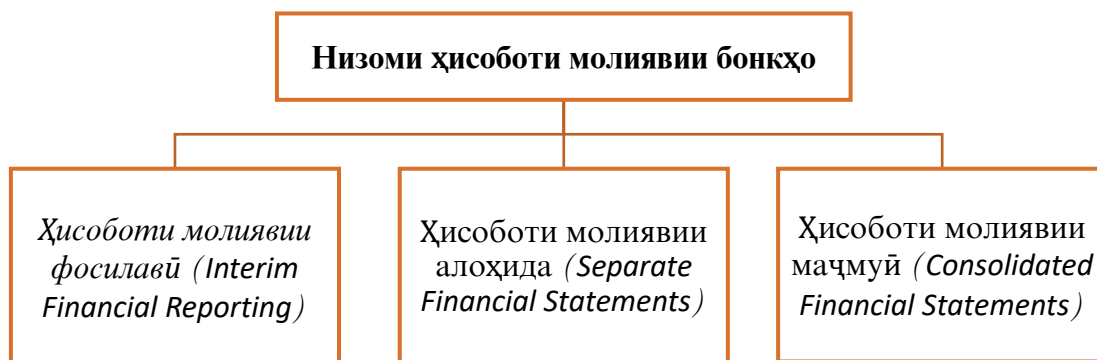 Низоми ҳисоботи молиявии бонкҳо
Ҳисоботи молиявии
фосилавӣ (Interim
Financial Reporting)
Ҳисоботи молиявии
алоҳида (Separate
Financial Statements)
Ҳисоботи молиявии
маҷмуӣ (Consolidated
Financial Statements)